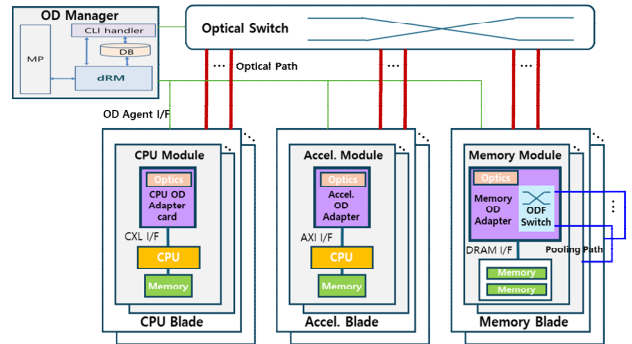 OD Manager
CLI handler
MP
DB
dRM
Optical Switch
...
...
...
Optical Path
OD Agent I/F
CPU Module
Optics
CPU OD
Adapter
card
CXL I/F
CPU
Memory
CPU Blade
Accel. Module
Optics
Accel.
OD
Adapter
AXI I/F
CPU
Memory
Accel. Blade
Memory Module
Optics
Memory
OD
Adapter
ODF
Switch
DRAM I/F
Pooling Path
Memory
Memory
Memory Blade